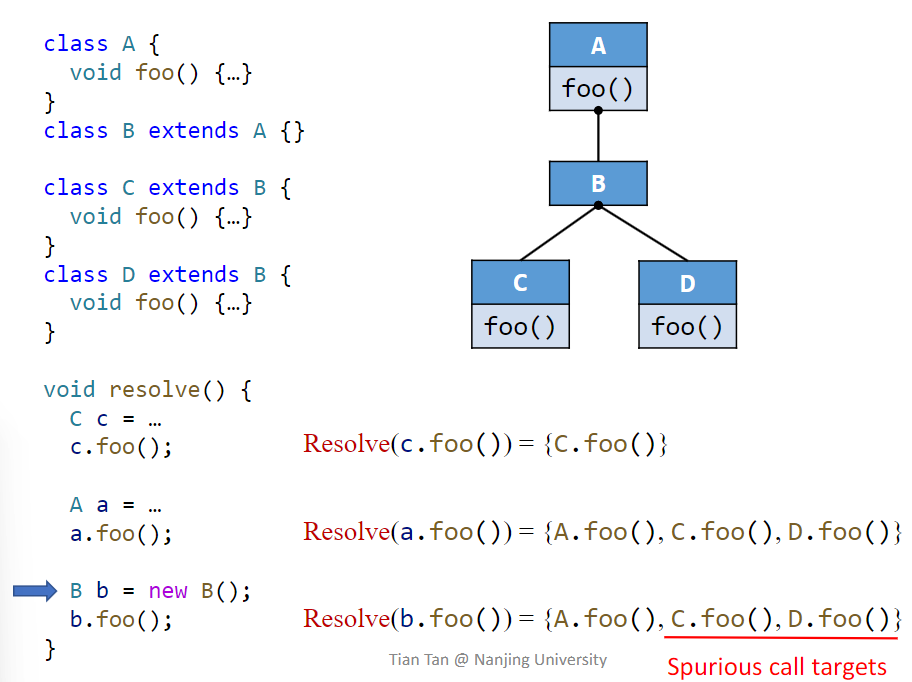 class A {
  void foo() {…}
}
class B extends A {}
class C extends B {
  void foo() {…}
}
class D extends B {
  void foo() {…}
}
void resolve() {
  C c = …
  c.foo();
  A a = …
  a.foo();
  B b = new B();
  b.foo();
}
A
foo()
B
C
foo()
D
foo()
Resolve(c.foo()) = {C.foo()}
Resolve(a.foo()) = {A.foo(), C.foo(), D.foo()}
Resolve(b.foo()) = {A.foo(), C.foo(), D.foo()}
Spurious call targets
Tian Tan @ Nanjing University